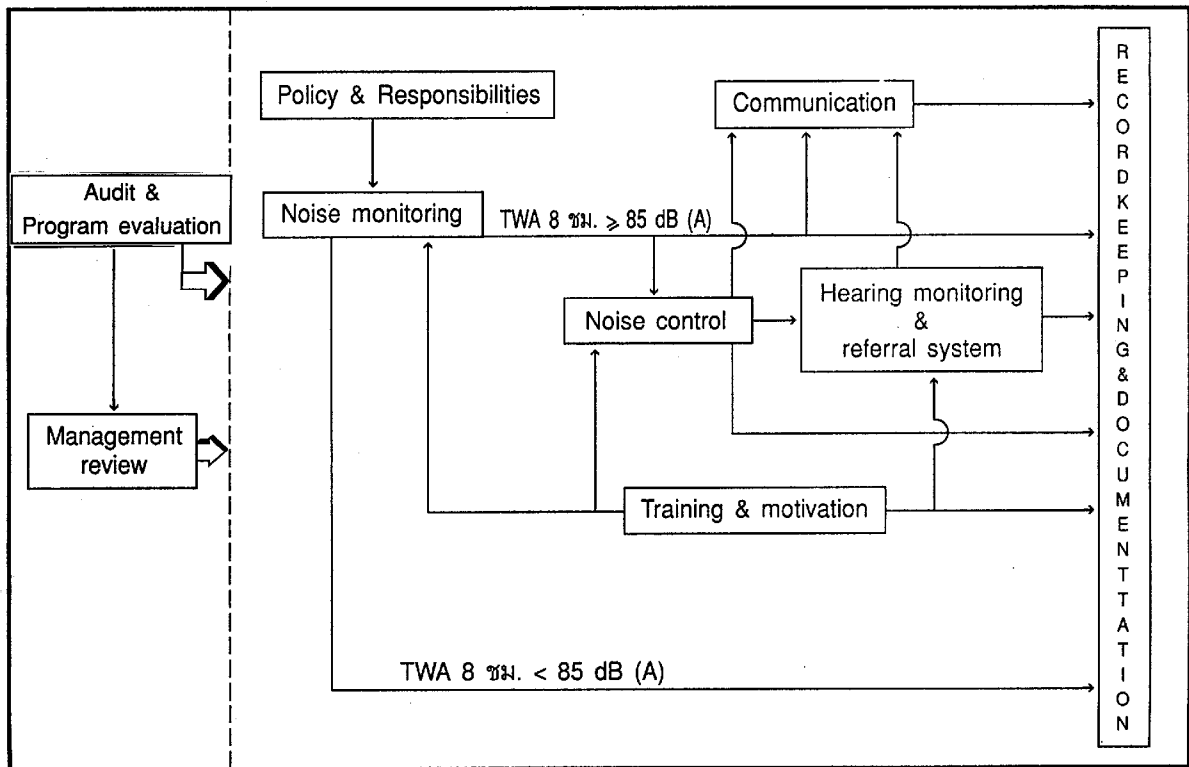 Policy & Responsibilities
Communication
Audit &
Program evaluation
Noise monitoring
TWA 8 ชม. ⩾ 85 dB (A)
Noise control
Hearing monitoring
&
referral system
Management
review
Training & motivation
TWA 8 ชม. < 85 dB (A)
RECORDKEEPING&DOCUMENTTATION